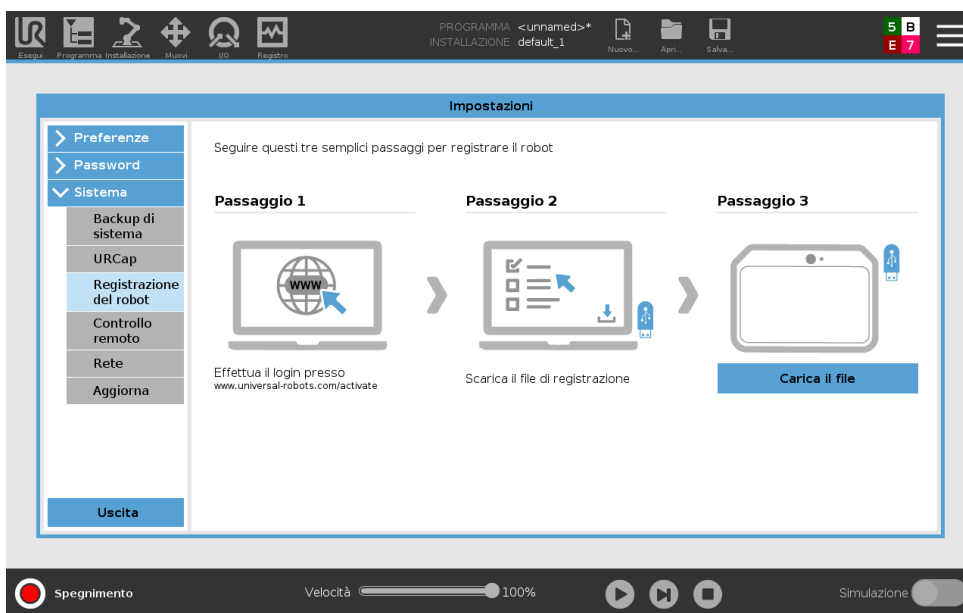 UR
PROGRAMMA <unnamed>*
INSTALLAZIONE default_1
Esegui Programma Installazione Muovi I/O Registro
Nuovo... Apri... Salva...
5 B
E 7
Impostazioni
Preferenze
Password
Sistema
Backup di
sistema
URCap
Registrazione
del robot
Controllo
remoto
Rete
Aggiorna
Uscita
Seguire questi tre semplici passaggi per registrare il robot
Passaggio 1
WWW
Effettua il login presso
www.universal-robots.com/activate
Passaggio 2
Scarica il file di registrazione
Passaggio 3
Carica il file
Spegnimento
Velocità 100%
Simulazione